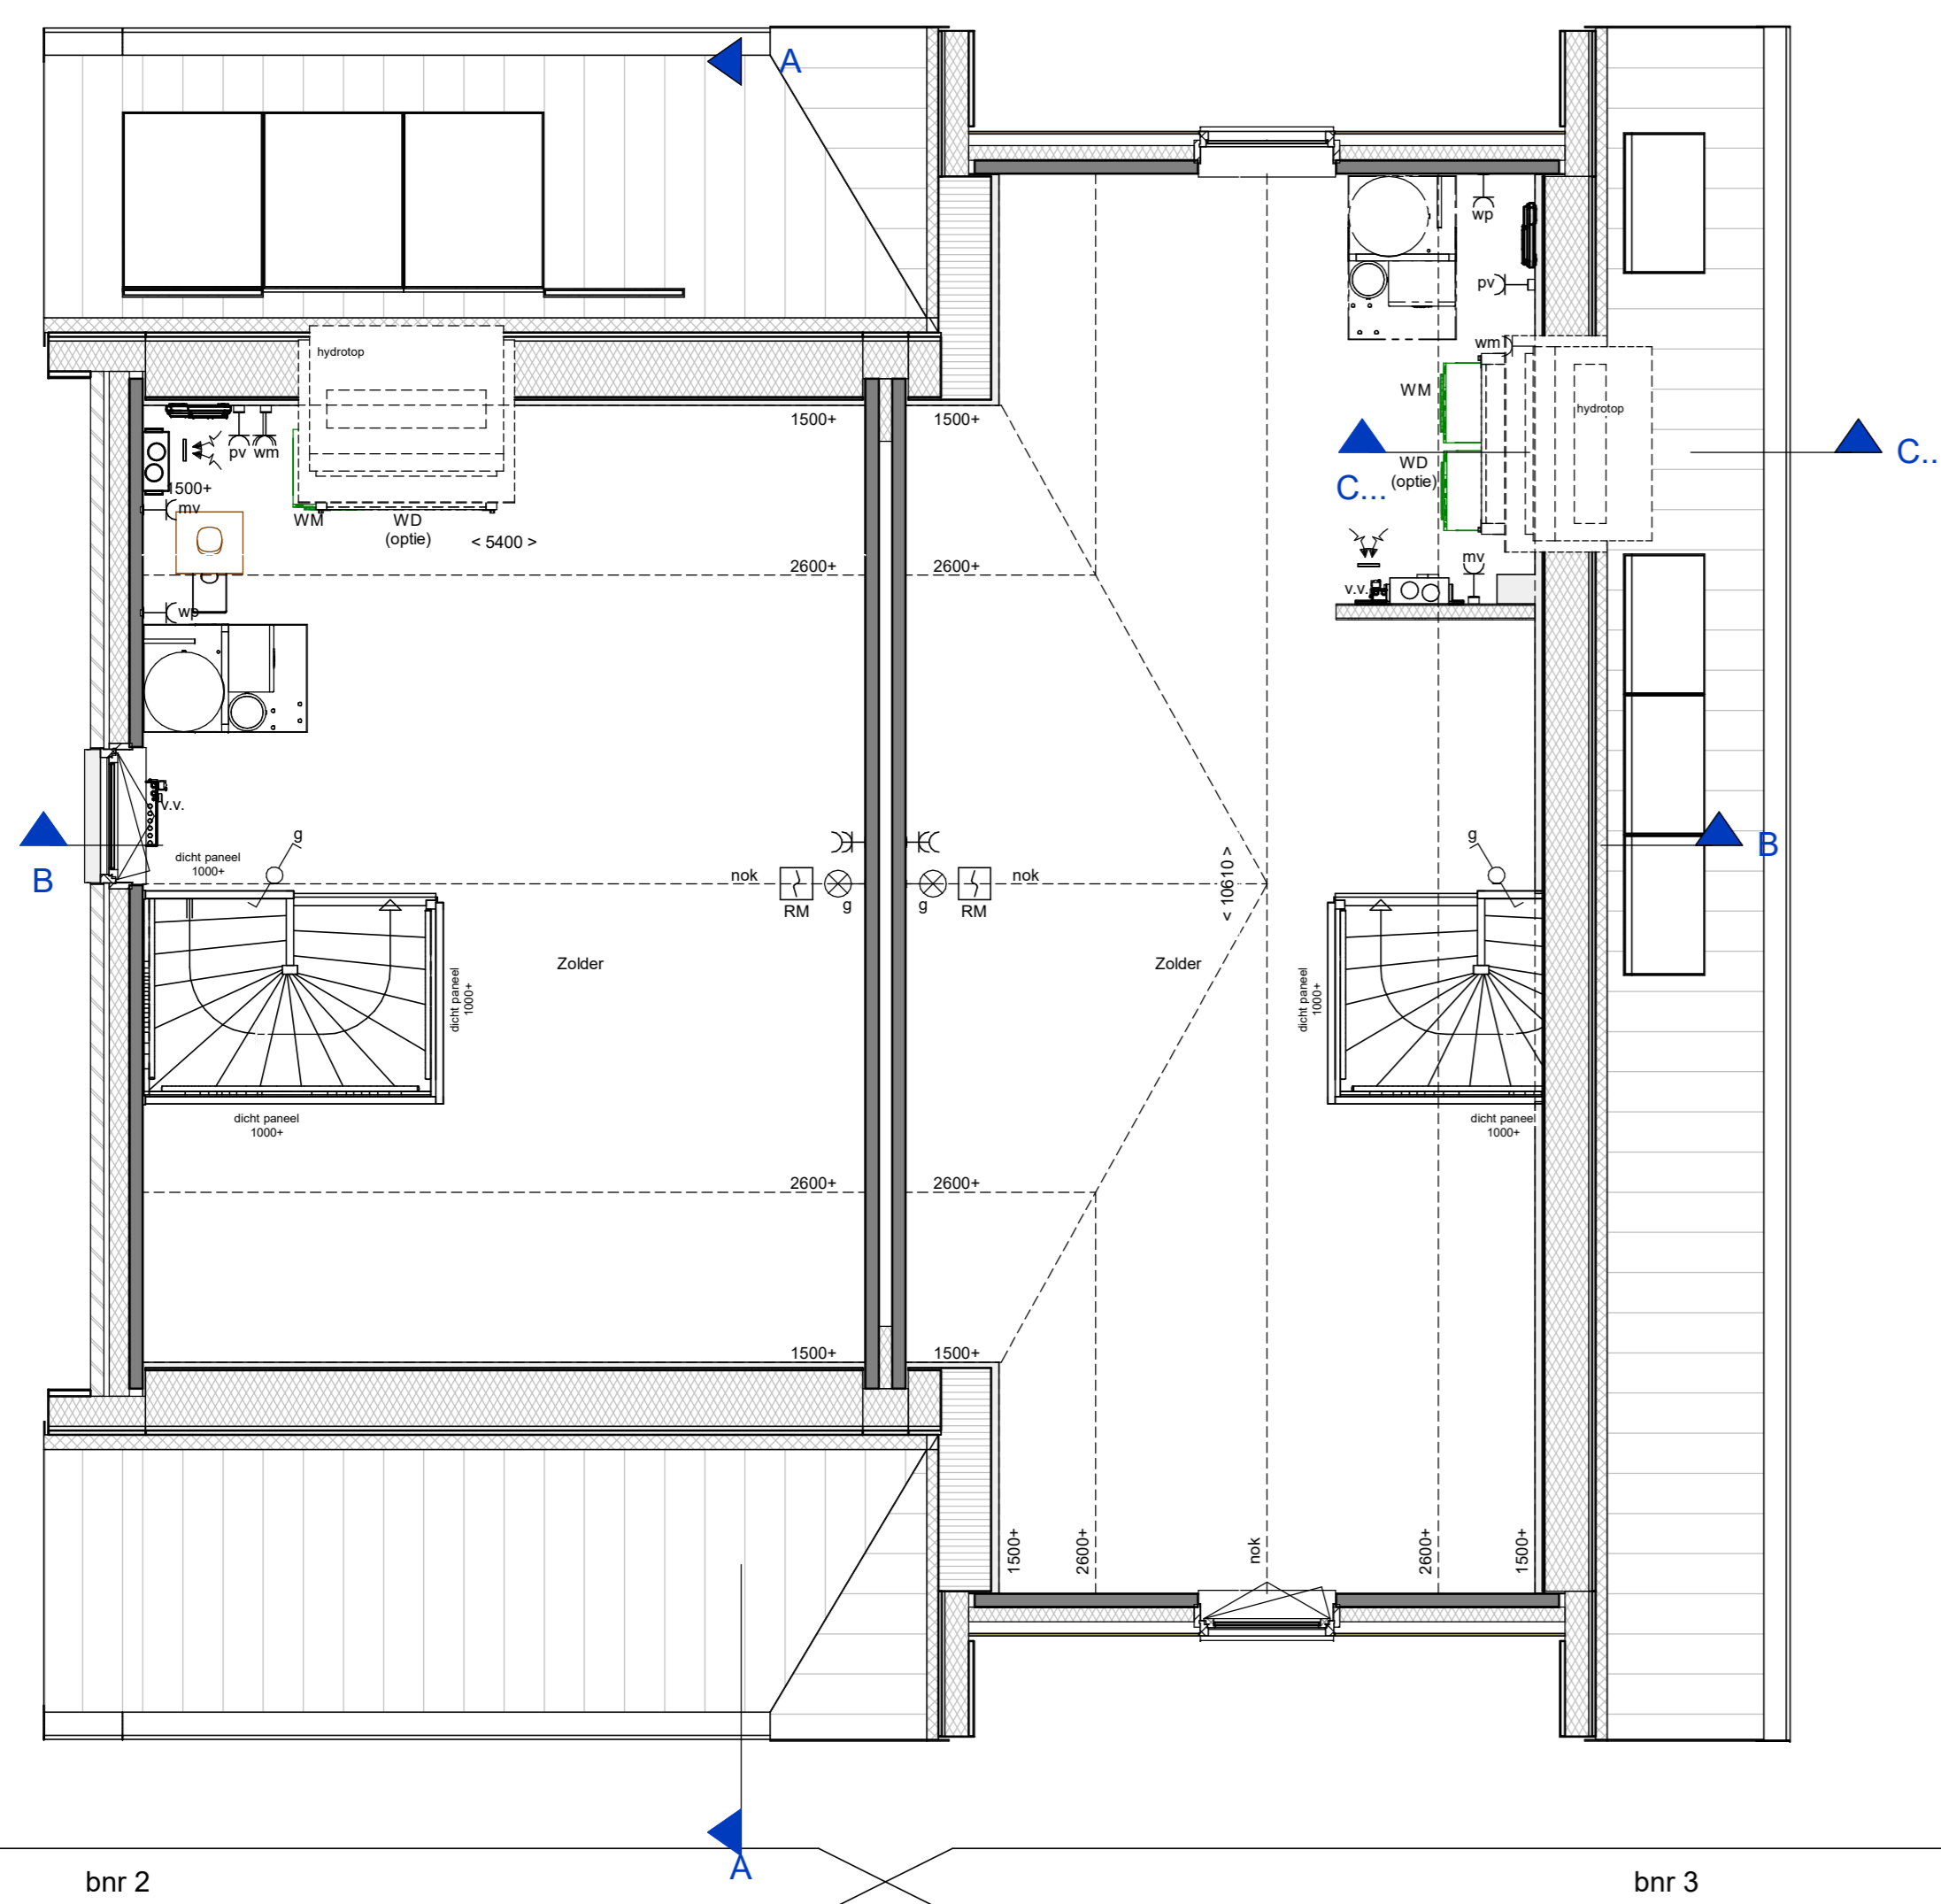 A
hydrotop
wp
pv
wm
hydrotop
WM
C...
C..
WD
(optie)
1500+
1500+
pv
wm
1500+
mv
WM
WD
(optie)
< 5400 >
mv
v.v.
2600+
2600+
wp
v.v.
g
g
B
B
dicht paneel
1000+
nok
RM
g
g
RM
nok
< 10610 >
Zolder
Zolder
dicht paneel
1000+
dicht paneel
1000+
dicht paneel
1000+
dicht paneel
1000+
2600+
2600+
1500+
1500+
1500+
2600+
nok
2600+
1500+
A
bnr 2
bnr 3